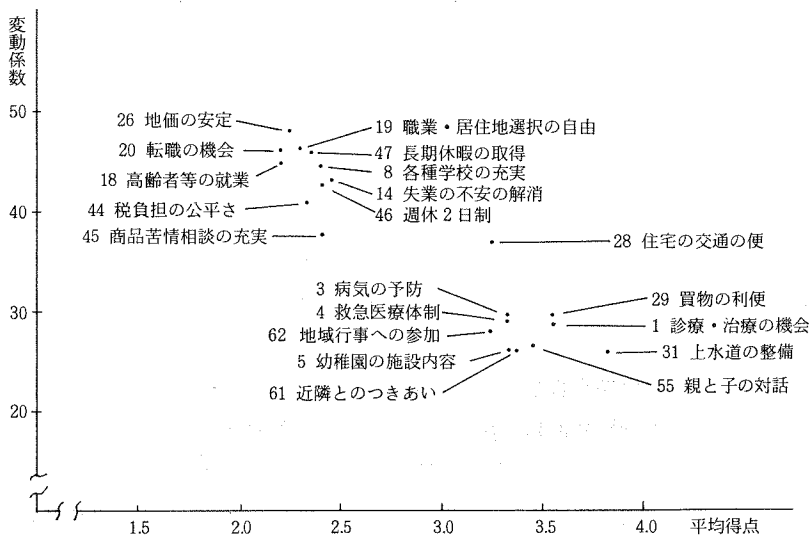 変動係数
50
40
30
20
26 地価の安定
20 転職の機会
18 高齢者等の就業
44 税負担の公平さ
45 商品苦情相談の充実
19 職業・居住地選択の自由
47 長期休暇の取得
8 各種学校の充実
14 失業の不安の解消
46 週休2日制
28 住宅の交通の便
3 病気の予防
4 救急医療体制
62 地域行事への参加
5 幼稚園の施設内容
61 近隣とのつきあい
29 買物の利便
1 診療・治療の機会
31 上水道の整備
55 親と子の対話
1.5 2.0 2.5 3.0 3.5 4.0 平均得点